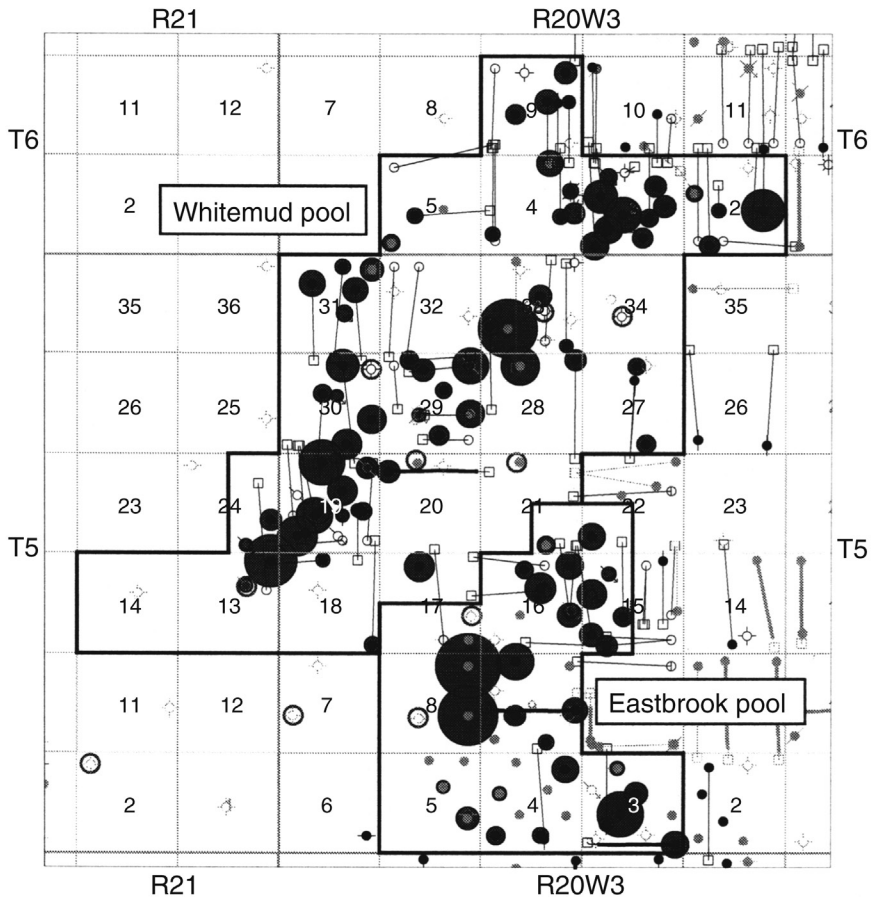 R21 R20W3
11 12 7 8 9 10 11
T6 T6
2 5 4 2
Whitemud pool
35 36 31 32 33 34 35
26 25 30 29 28 27 26
23 24 19 20 21 22 23
T5 T5
14 13 18 17 16 15 14
11 12 7 8 Eastbrook pool
2 6 5 4 3 2
R21 R20W3